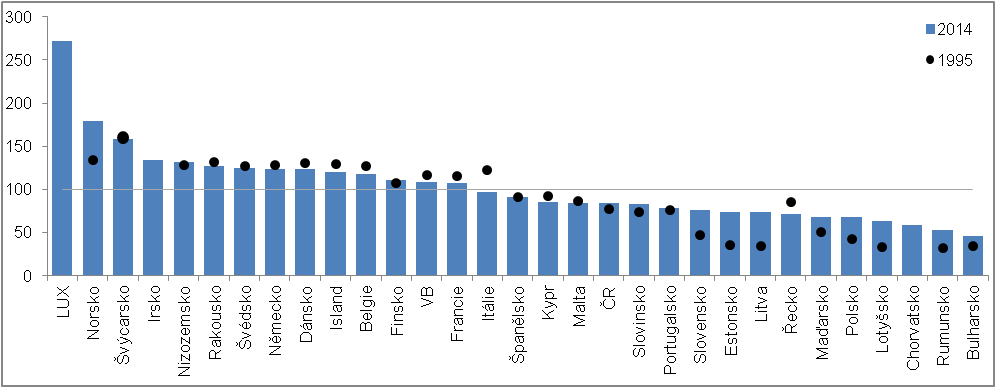 300
250
200
150
100
50
0
2014
1995
LUX
Norsko
Švýcarsko
Irsko
Nizozemsko
Rakousko
Švédsko
Německo
Dánsko
Island
Belgie
Finsko
VB
Francie
Itálie
Španělsko
Kypr
Malta
ČR
Slovinsko
Portugalsko
Slovensko
Estonsko
Litva
Řecko
Maďarsko
Polsko
Lotyšsko
Chorvatsko
Rumunsko
Bulharsko